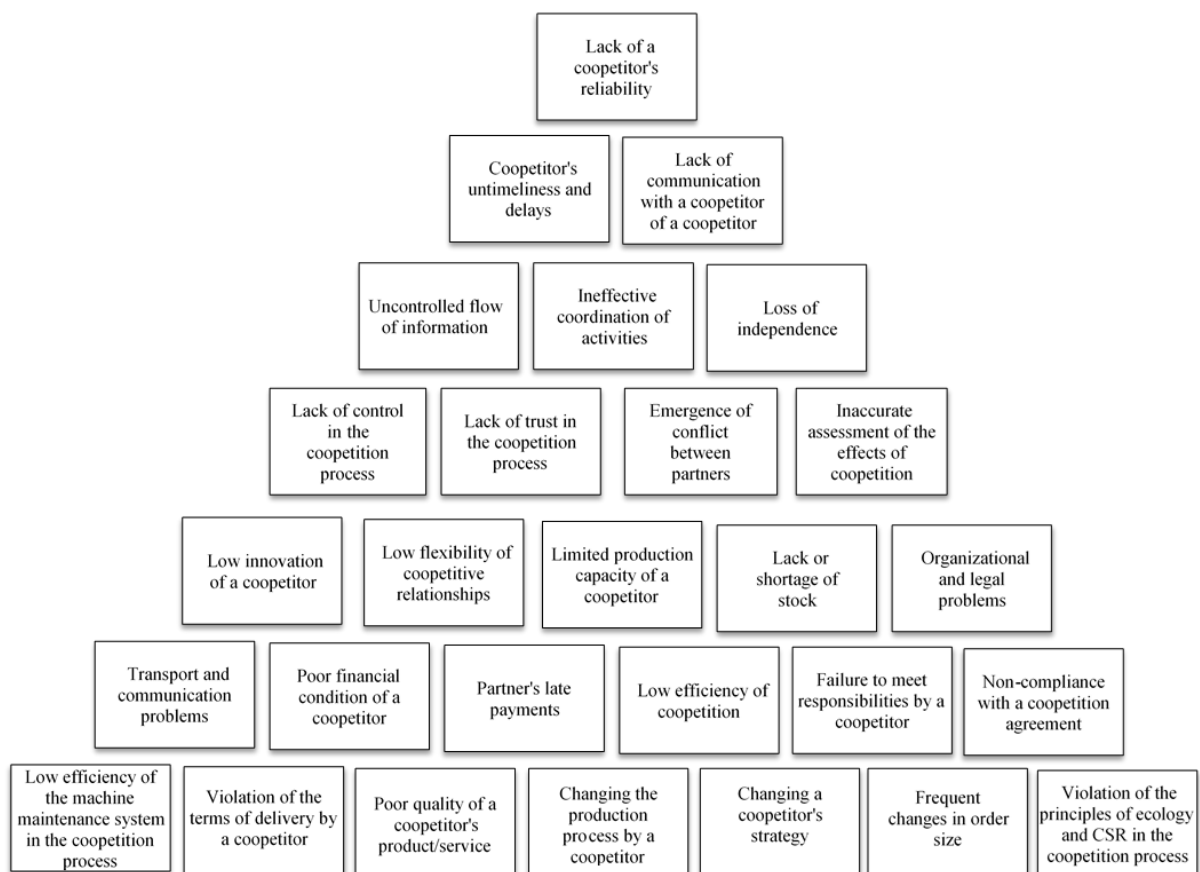 Lack of a
coopetitor's
reliability
Coopetitor's
untimeliness and
delays
Lack of
communication
with a coopetitor
of a coopetitor
Uncontrolled flow
of information
Ineffective
coordination of
activities
Loss of
independence
Lack of control
in the
coopetition
process
Lack of trust in
the coopetition
process
Emergence of
conflict
between
partners
Inaccurate
assessment of the
effects of
coopetition
Low innovation
of a coopetitor
Low flexibility of
coopetitive
relationships
Limited production
capacity of a
coopetitor
Lack or
shortage of
stock
Organizational
and legal
problems
Transport and
communication
problems
Poor financial
condition of a
coopetitor
Partner's late
payments
Low efficiency of
coopetition
Failure to meet
responsibilities by a
coopetitor
Non-compliance
with a coopetition
agreement
Low efficiency of
the machine
maintenance system
in the coopetition
process
Violation of the
terms of delivery by
a coopetitor
Poor quality of a
coopetitor's
product/service
Changing the
production
process by a
coopetitor
Changing a
coopetitor's
strategy
Frequent
changes in order
size
Violation of the
principles of ecology
and CSR in the
coopetition process